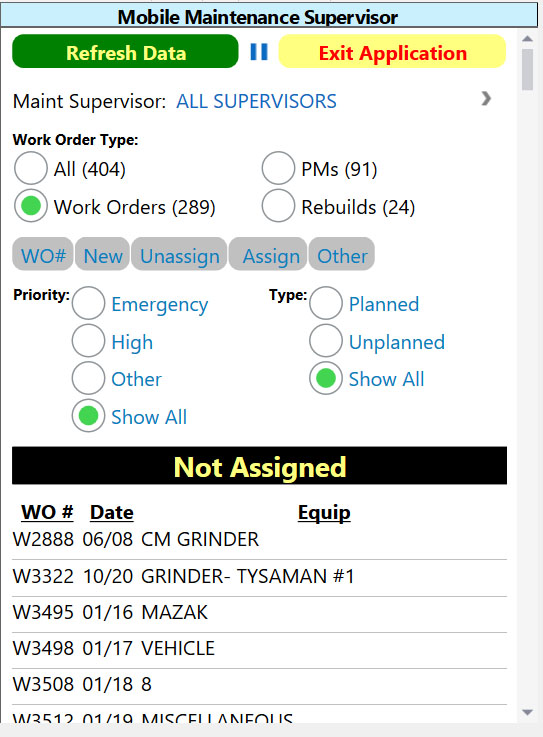 Mobile Maintenance Supervisor
Refresh Data Exit Application
Maint Supervisor: ALL SUPERVISORS
Work Order Type:
All (404) PMs (91)
Work Orders (289) Rebuilds (24)
WO# New Unassign Assign Other
Priority: Emergency Type: Planned
High Unplanned
Other Show All
Show All
Not Assigned
WO # Date Equip
W2888 06/08 CM GRINDER
W3322 10/20 GRINDER- TYSAMAN #1
W3495 01/16 MAZAK
W3498 01/17 VEHICLE
W3508 01/18 8
W3512 01/19 MISCELLANEOUS